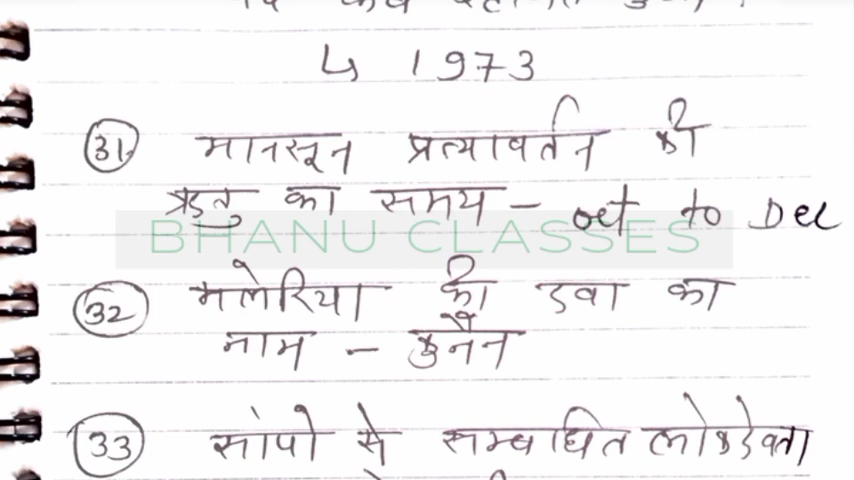 ↳ 1973
31. मानसून प्रत्यावर्तन की
ऋतु का समय - oct to Dec
BHANU CLASSES
32 मलेरिया की दवा का
नाम - कुनैन
33 सांपो से सम्बधित लोकदेवता